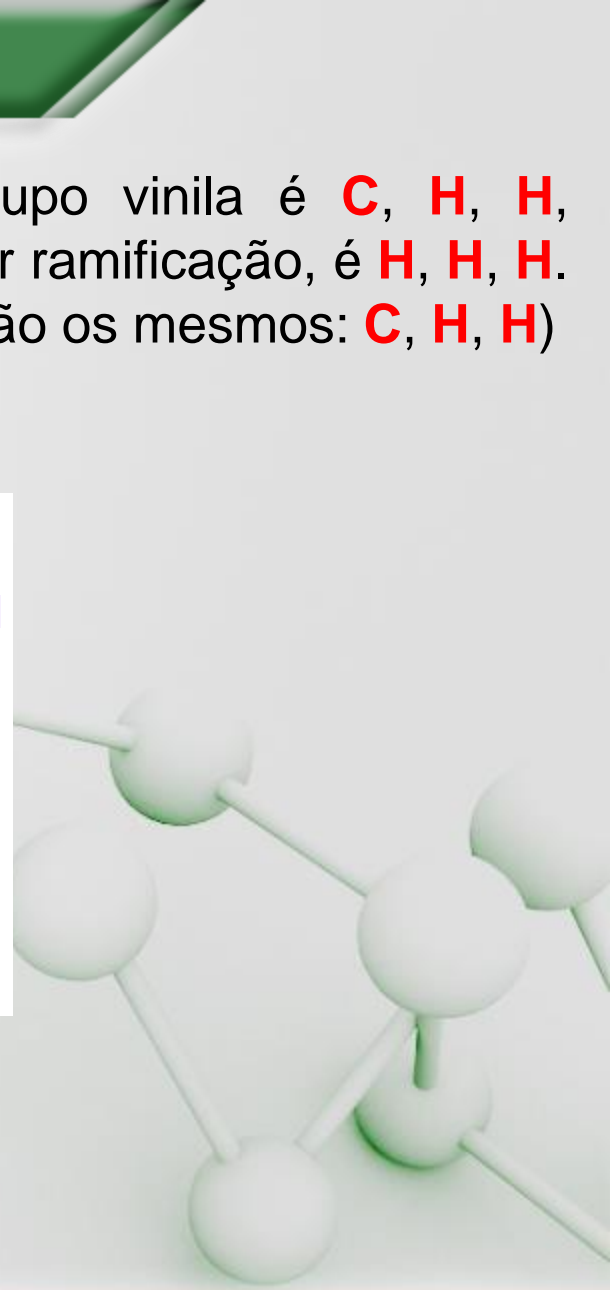 upo vinila é C, H, H,
r ramificação, é H, H, H.
ão os mesmos: C, H, H)